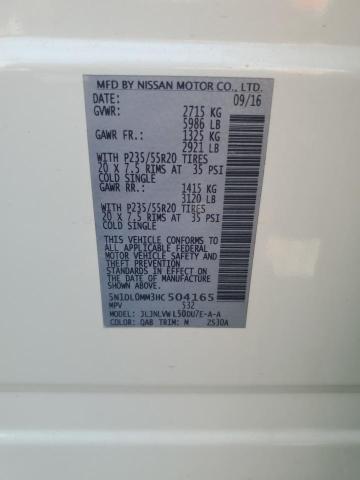 MFD BY NISSAN MOTOR CO., LTD.
DATE: 09/16
GVWR: 2715 KG
5986 LB
GAWR FR.: 1325 KG
2921 LB
WITH P235/55R20 TIRES
20 X 7.5 RIMS AT 35 PSI
COLD SINGLE
GAWR RR.: 1415 KG
3120 LB
WITH P235/55R20 TIRES
20 X 7.5 RIMS AT 35 PSI
COLD SINGLE
THIS VEHICLE CONFORMS TO
ALL APPLICABLE FEDERAL
MOTOR VEHICLE SAFETY
AND THEFT PREVENTION
STANDARDS IN EFFECT ON
THE DATE OF MANUFACTURE
SHOWN ABOVE.
5N1DL0MM3HC504165
MPV 532
MODEL: JLJNLVWL50DU7E-A-A
COLOR: QAB TRIM: M ZS30A